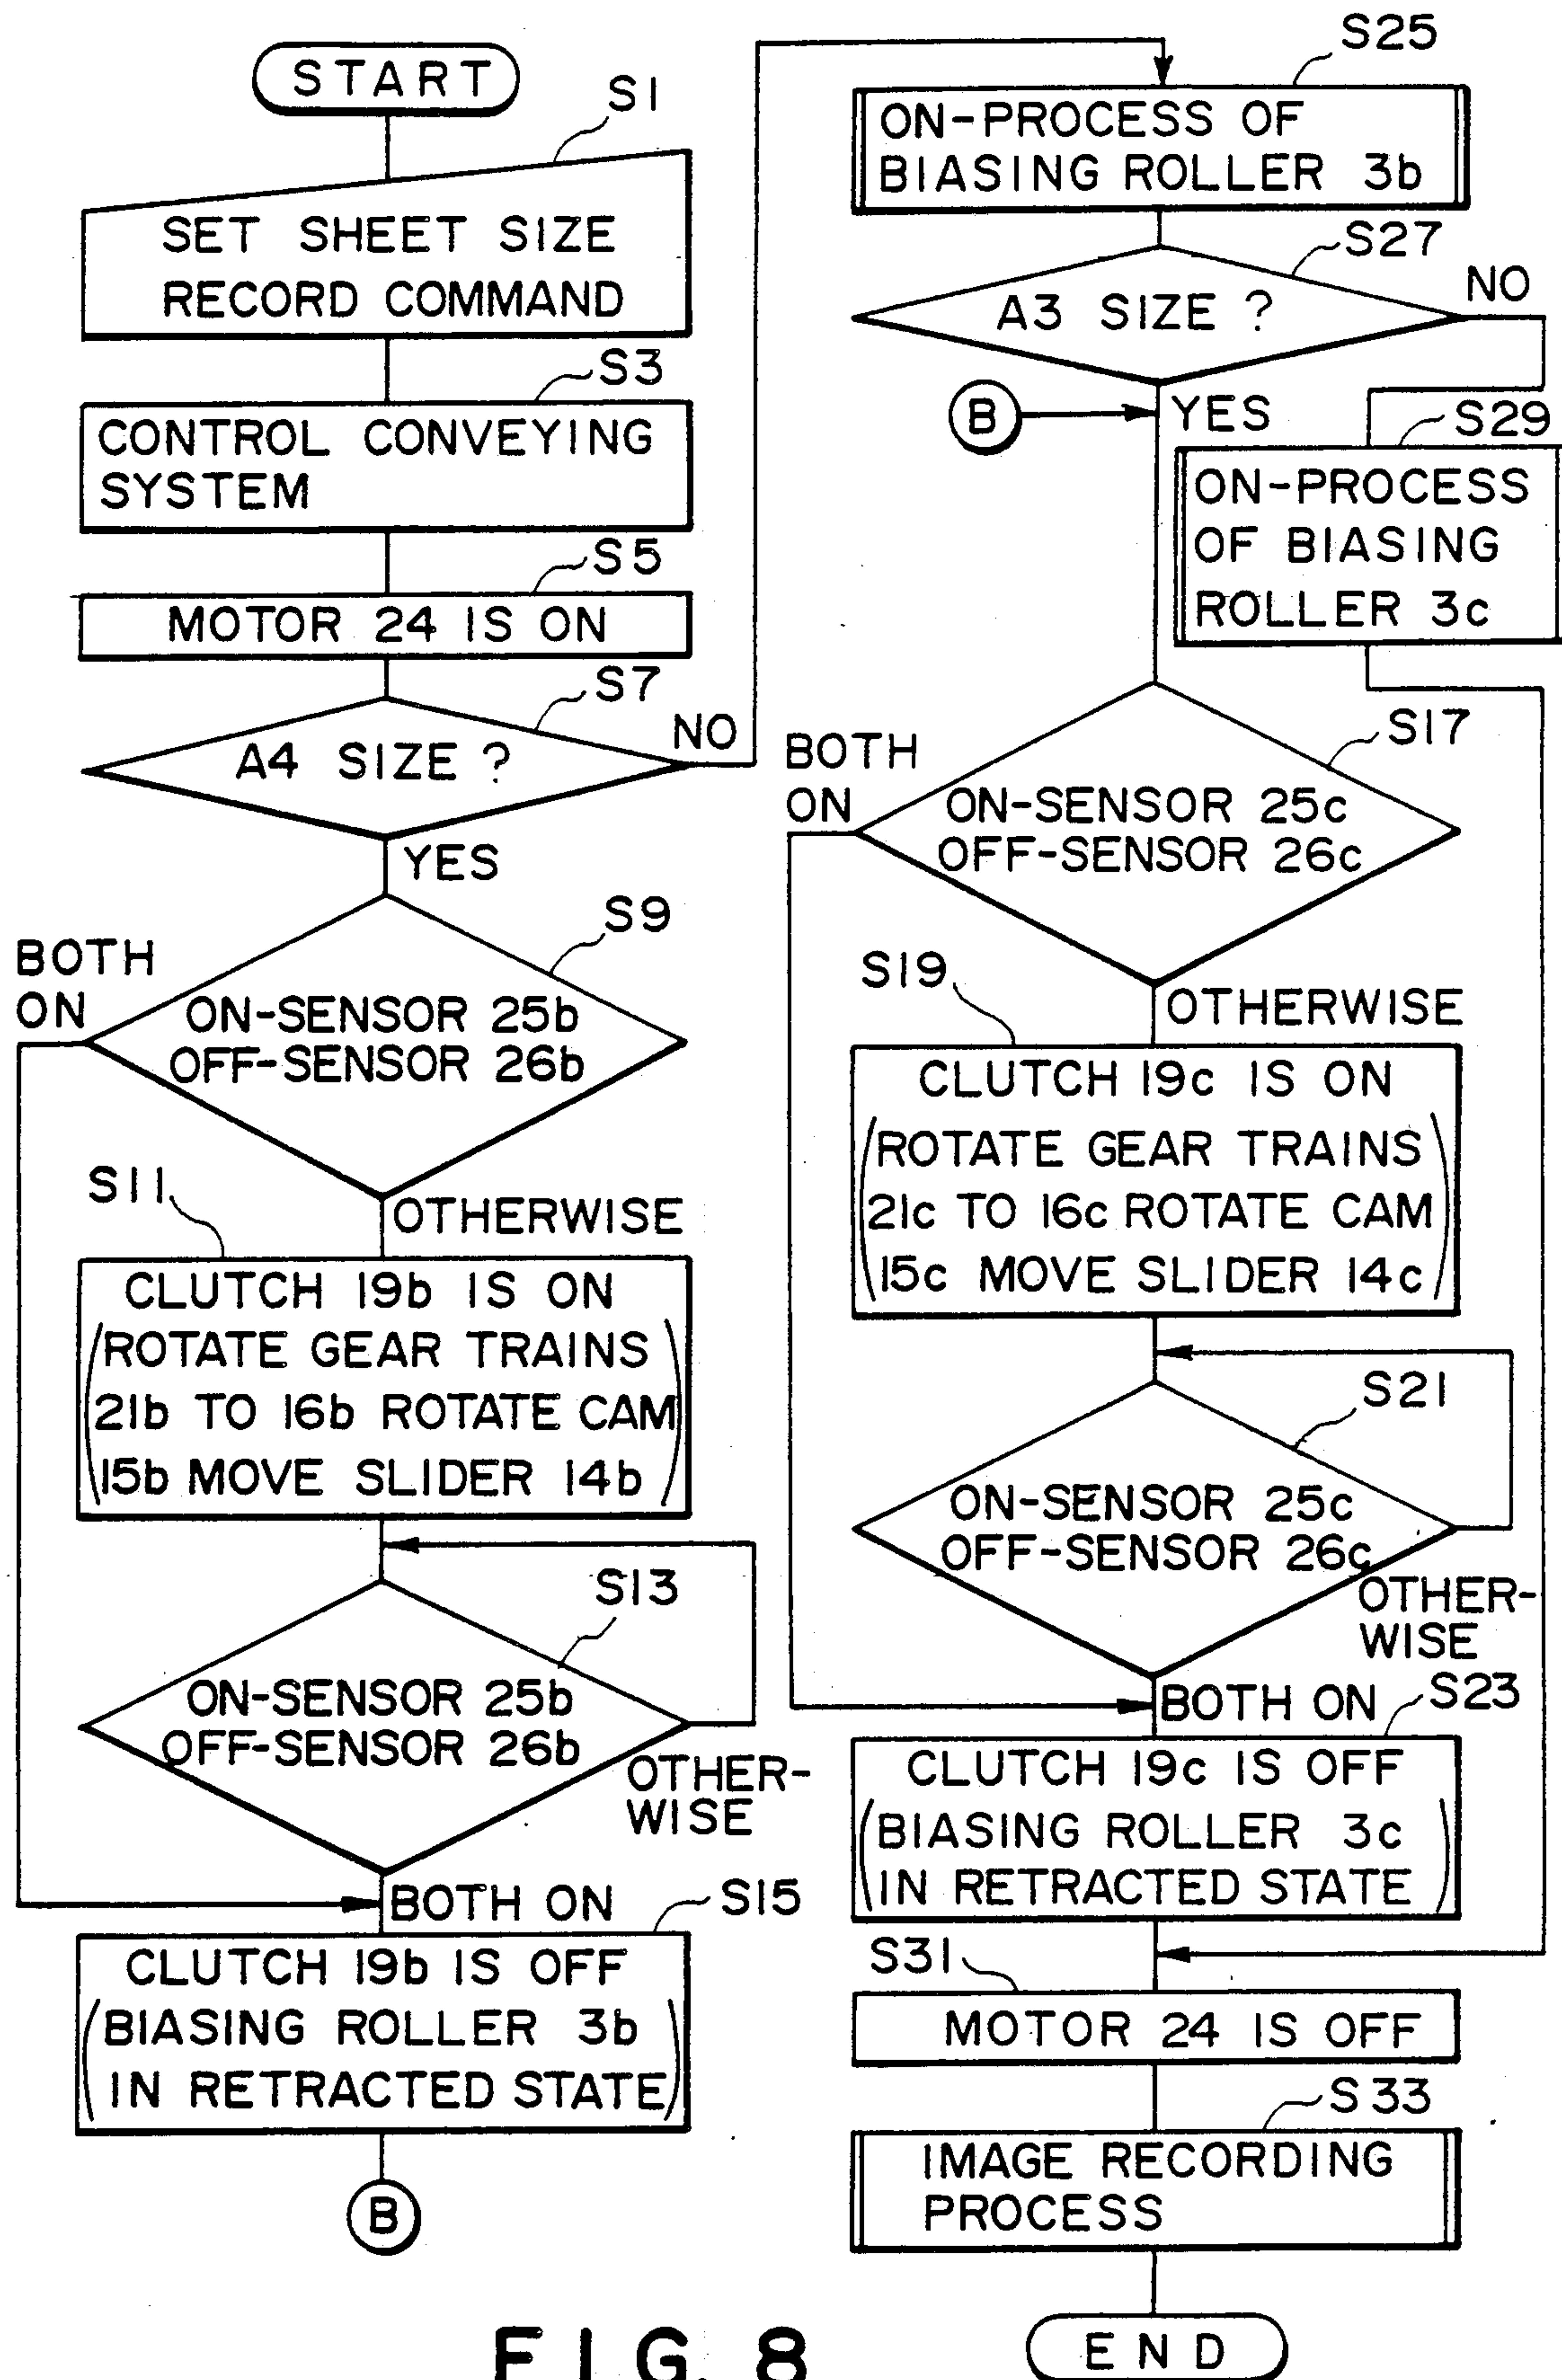 START
S1
SET SHEET SIZE
RECORD COMMAND
S3
CONTROL CONVEYING
SYSTEM
S5
MOTOR 24 IS ON
S7
A4 SIZE ?
NO
YES
S9
BOTH
ON
ON-SENSOR 25b
OFF-SENSOR 26b
S11
OTHERWISE
CLUTCH 19b IS ON
(ROTATE GEAR TRAINS
21b TO 16b ROTATE CAM
15b MOVE SLIDER 14b)
S13
ON-SENSOR 25b
OFF-SENSOR 26b
OTHER-
WISE
BOTH ON
S15
CLUTCH 19b IS OFF
(BIASING ROLLER 3b
IN RETRACTED STATE)
B
S25
ON-PROCESS OF
BIASING ROLLER 3b
S27
A3 SIZE ?
NO
B
YES
S29
ON-PROCESS
OF BIASING
ROLLER 3c
S17
BOTH
ON
ON-SENSOR 25c
OFF-SENSOR 26c
S19
OTHERWISE
CLUTCH 19c IS ON
(ROTATE GEAR TRAINS
21c TO 16c ROTATE CAM
15c MOVE SLIDER 14c)
S21
ON-SENSOR 25c
OFF-SENSOR 26c
OTHER-
WISE
BOTH ON
S23
CLUTCH 19c IS OFF
(BIASING ROLLER 3c
IN RETRACTED STATE)
S31
MOTOR 24 IS OFF
S33
IMAGE RECORDING
PROCESS
END
FIG. 8